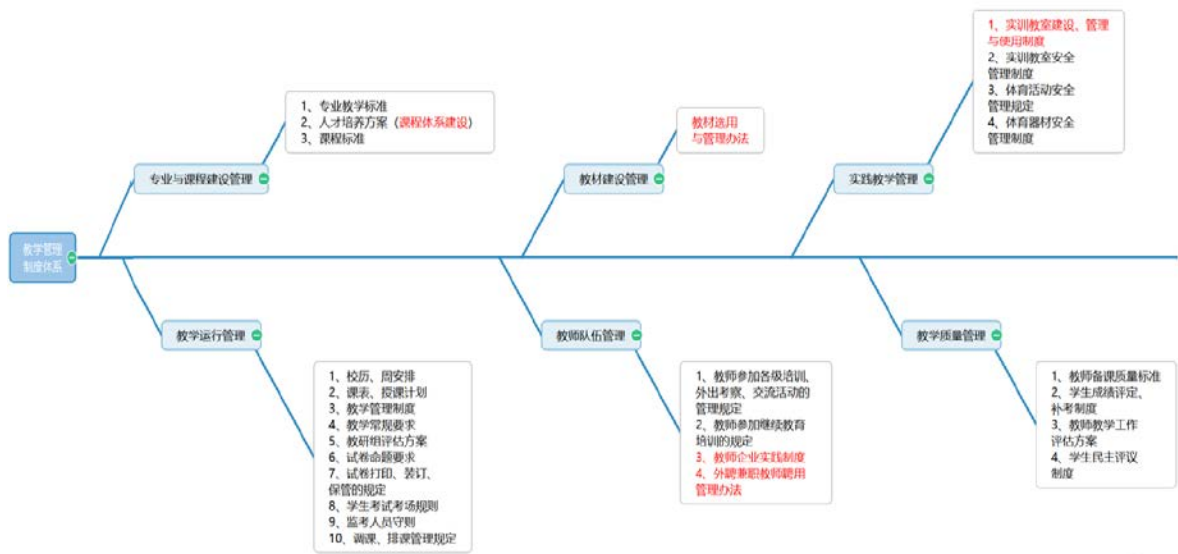 1、实训教室建设、管理
与使用制度
2、实训教室安全
管理制度
3、体育活动安全
管理规定
4、体育器材安全
管理制度
1、专业教学标准
2、人才培养方案（课程体系建设）
3、课程标准
教材选用
与管理办法
专业与课程建设管理
教材建设管理
实践教学管理
教学管理
制度体系
教学运行管理
教师队伍管理
教学质量管理
1、校历、周安排
2、课表、授课计划
3、教学管理制度
4、教学常规要求
5、教研组评估方案
6、试卷命题要求
7、试卷打印、装订、
保管的规定
8、学生考试考场规则
9、监考人员守则
10、调课、排课管理规定
1、教师参加各级培训、
外出考察、交流活动的
管理规定
2、教师参加继续教育
培训的规定
3、教师企业实践制度
4、外聘兼职教师聘用
管理办法
1、教师备课质量标准
2、学生成绩评定、
补考制度
3、教师教学工作
评估方案
4、学生民主评议
制度